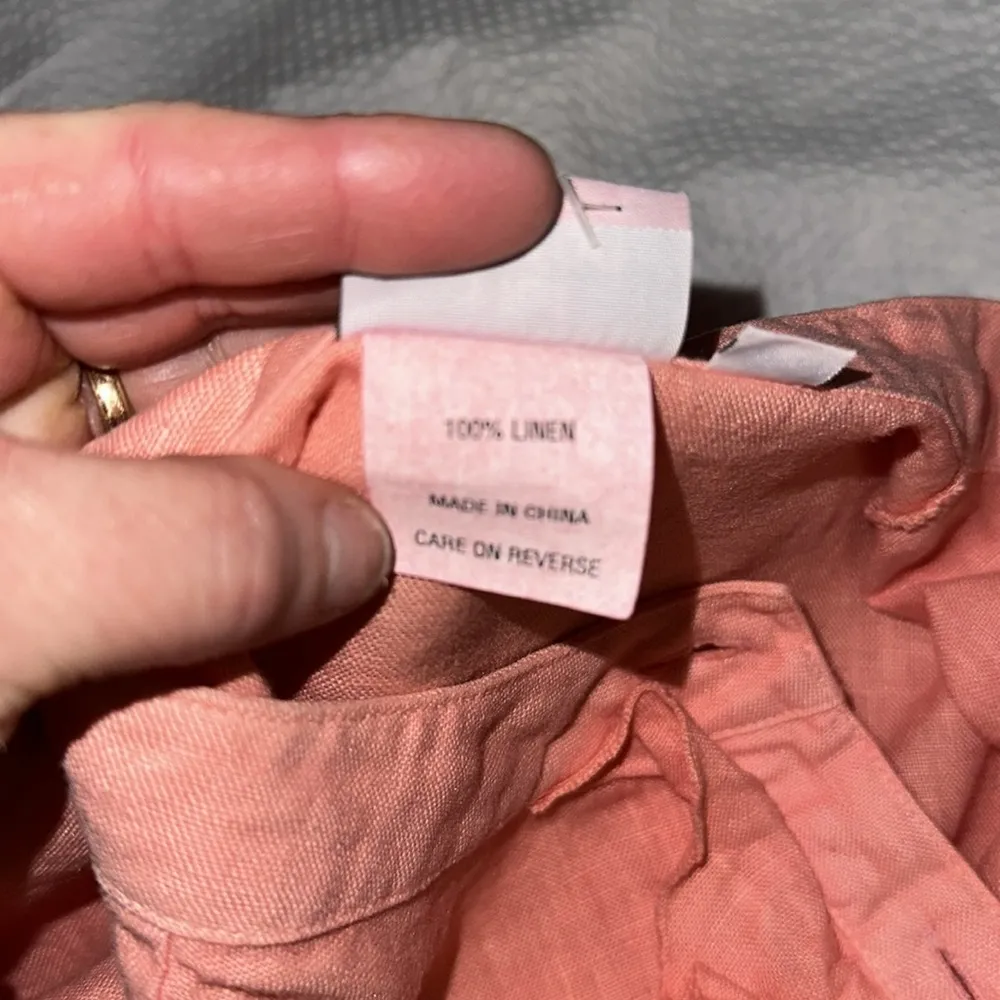 100% LINEN
MADE IN CHINA
CARE ON REVERSE